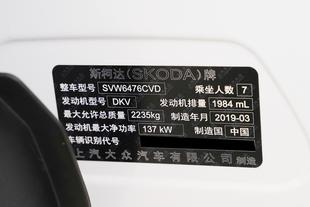 斯柯达(SKODA)牌
整车型号 SVW6476CVD 乘坐人数 7
发动机型号 DKV 发动机排量 1984 mL
最大允许总质量 2235kg 制造年月 2019-03
发动机最大净功率 137 kW 制造国 中国
车辆识别代号
上汽大众汽车有限公司制造